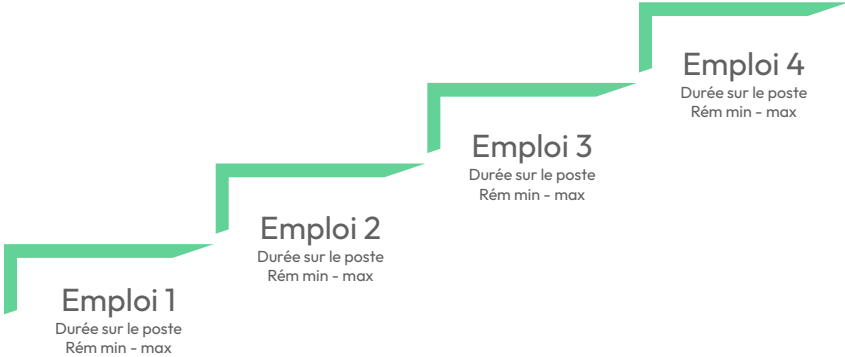 Emploi 1
Durée sur le poste
Rém min - max
Emploi 2
Durée sur le poste
Rém min - max
Emploi 3
Durée sur le poste
Rém min - max
Emploi 4
Durée sur le poste
Rém min - max